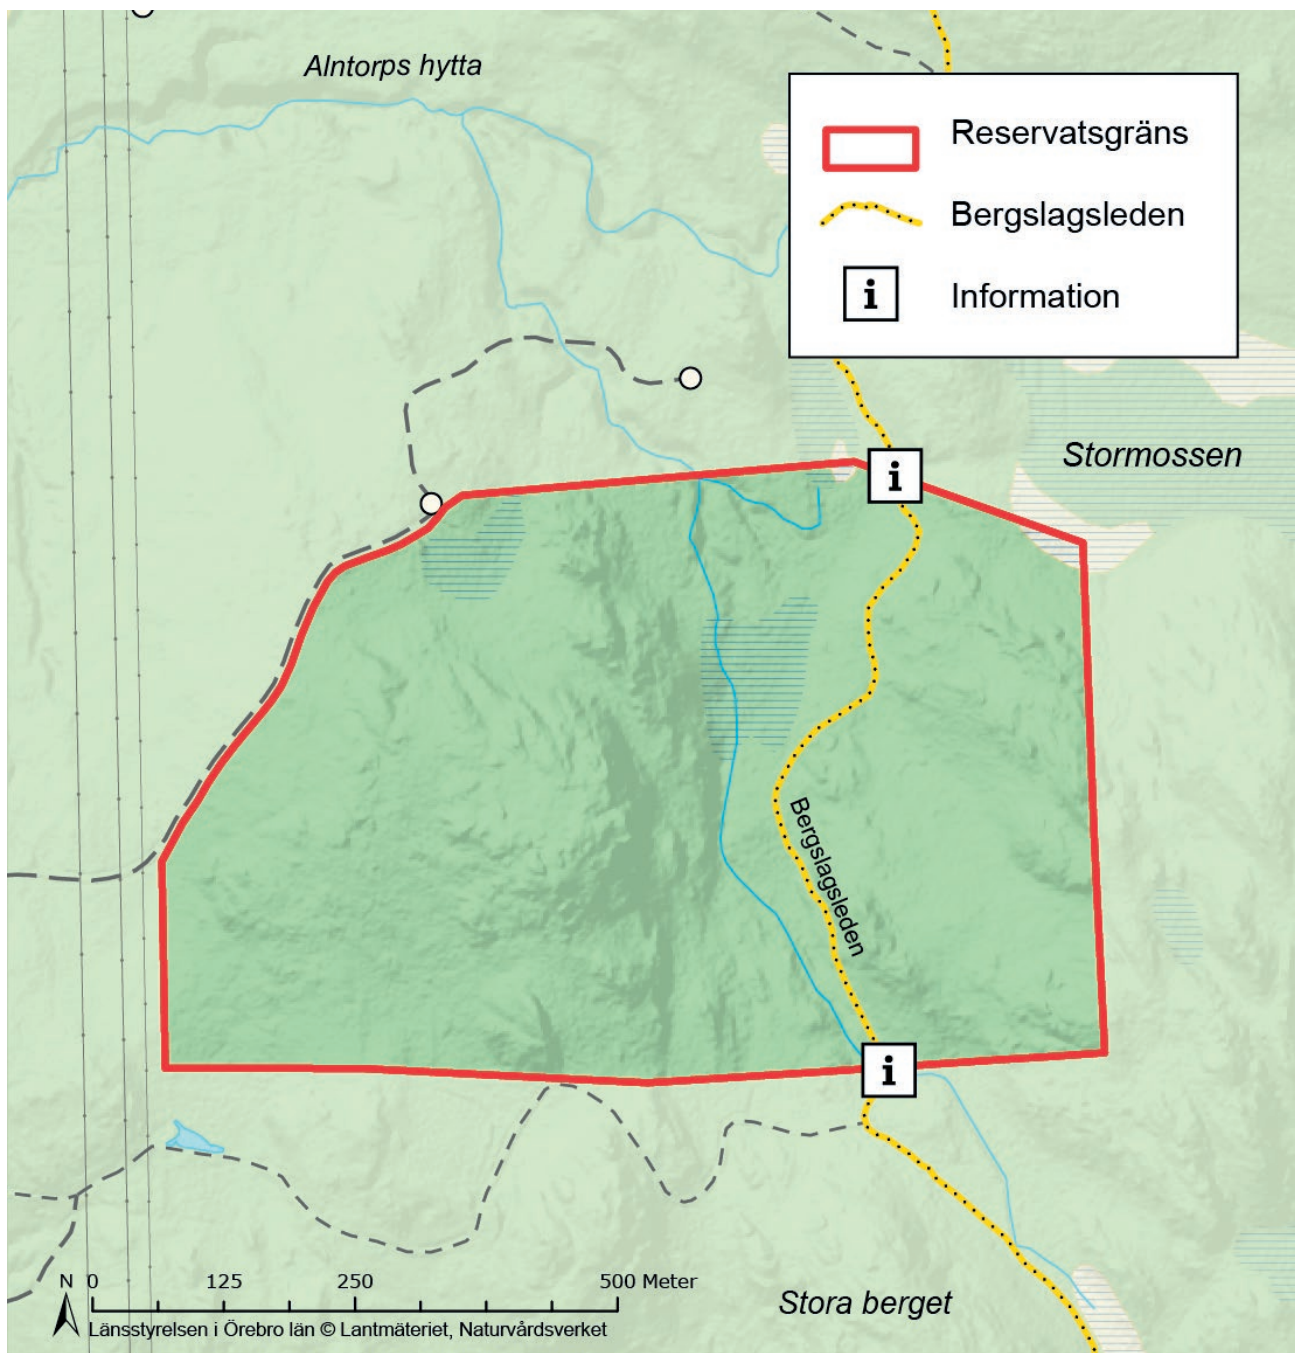 Alntorps hytta
Reservatsgräns
Bergslagsleden
i Information
Stormossen
i
Bergslagsleden
i
N 0 125 250 500 Meter
Stora berget
Länsstyrelsen i Örebro län © Lantmäteriet, Naturvårdsverket